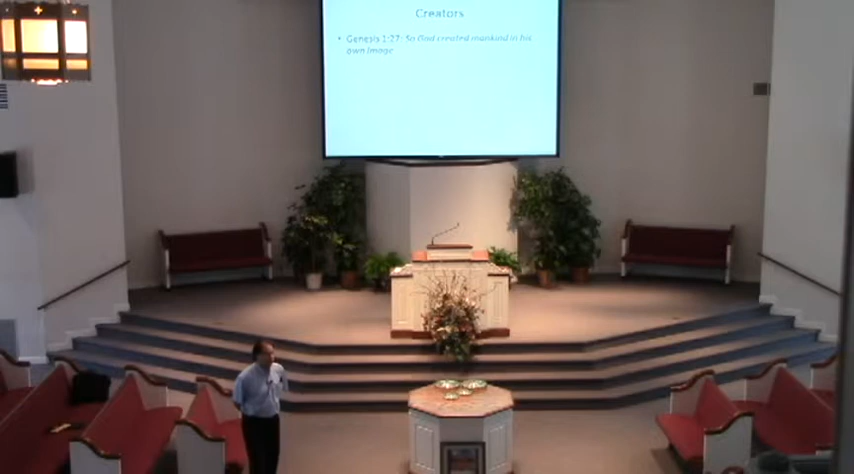 Creators
• Genesis 1:27: So God created mankind in his
own image